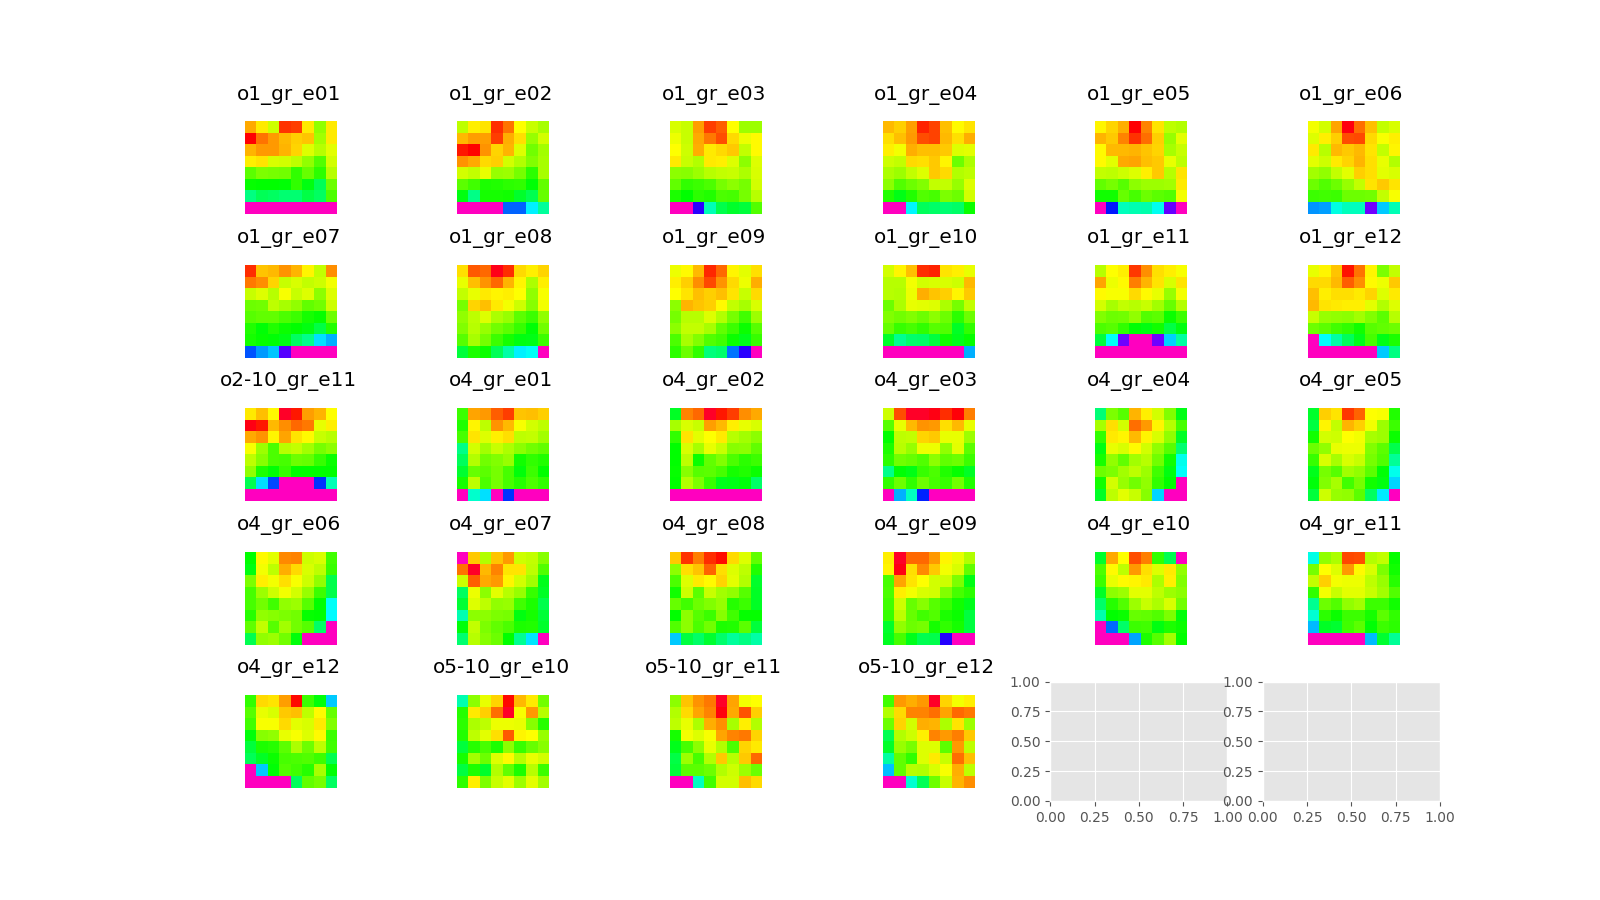 o1_gr_e01 o1_gr_e02 o1_gr_e03 o1_gr_e04 o1_gr_e05 o1_gr_e06
o1_gr_e07 o1_gr_e08 o1_gr_e09 o1_gr_e10 o1_gr_e11 o1_gr_e12
o2-10_gr_e11 o4_gr_e01 o4_gr_e02 o4_gr_e03 o4_gr_e04 o4_gr_e05
o4_gr_e06 o4_gr_e07 o4_gr_e08 o4_gr_e09 o4_gr_e10 o4_gr_e11
o4_gr_e12 o5-10_gr_e10 o5-10_gr_e11 o5-10_gr_e12
1.00 1.00
0.75 0.75
0.50 0.50
0.25 0.25
0.00 0.00
0.00 0.25 0.50 0.75 1.00 0.00 0.25 0.50 0.75 1.00